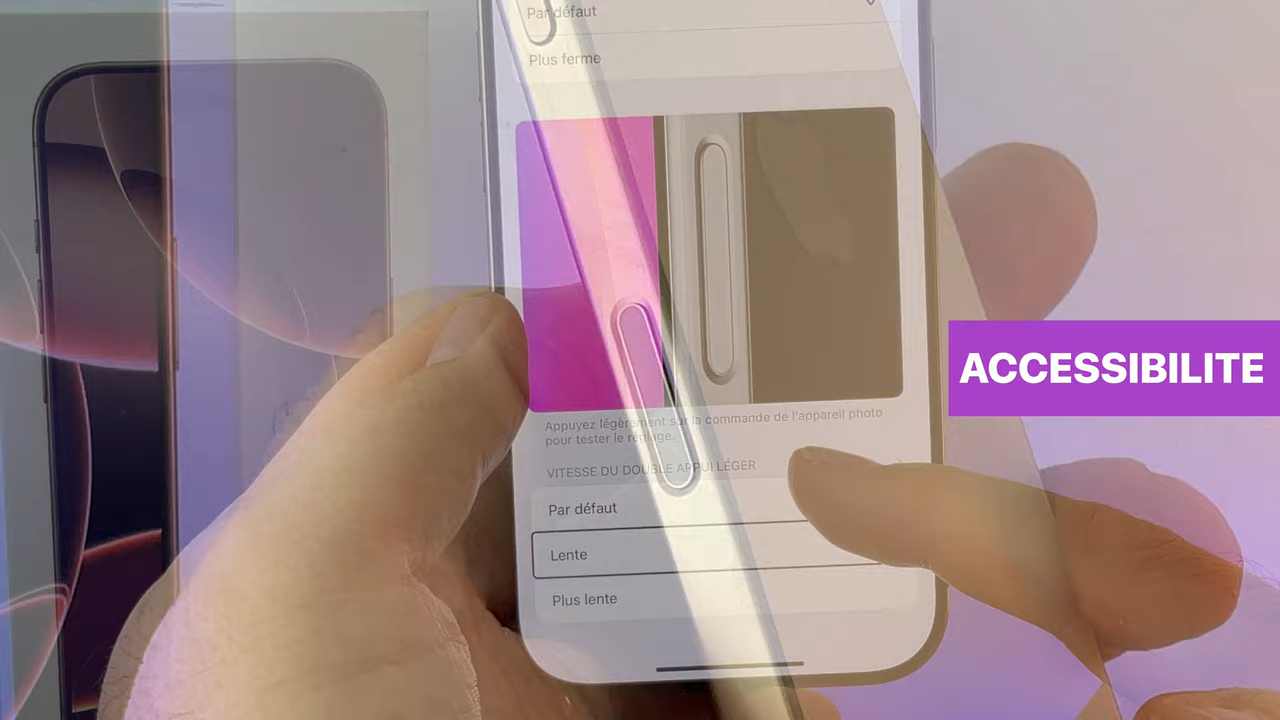 Par défaut
Plus ferme
ACCESSIBILITE
Appuyez légèrement sur la commande de l'appareil photo
pour tester le réglage.
VITESSE DU DOUBLE APPUI LÉGER
Par défaut
Lente
Plus lente